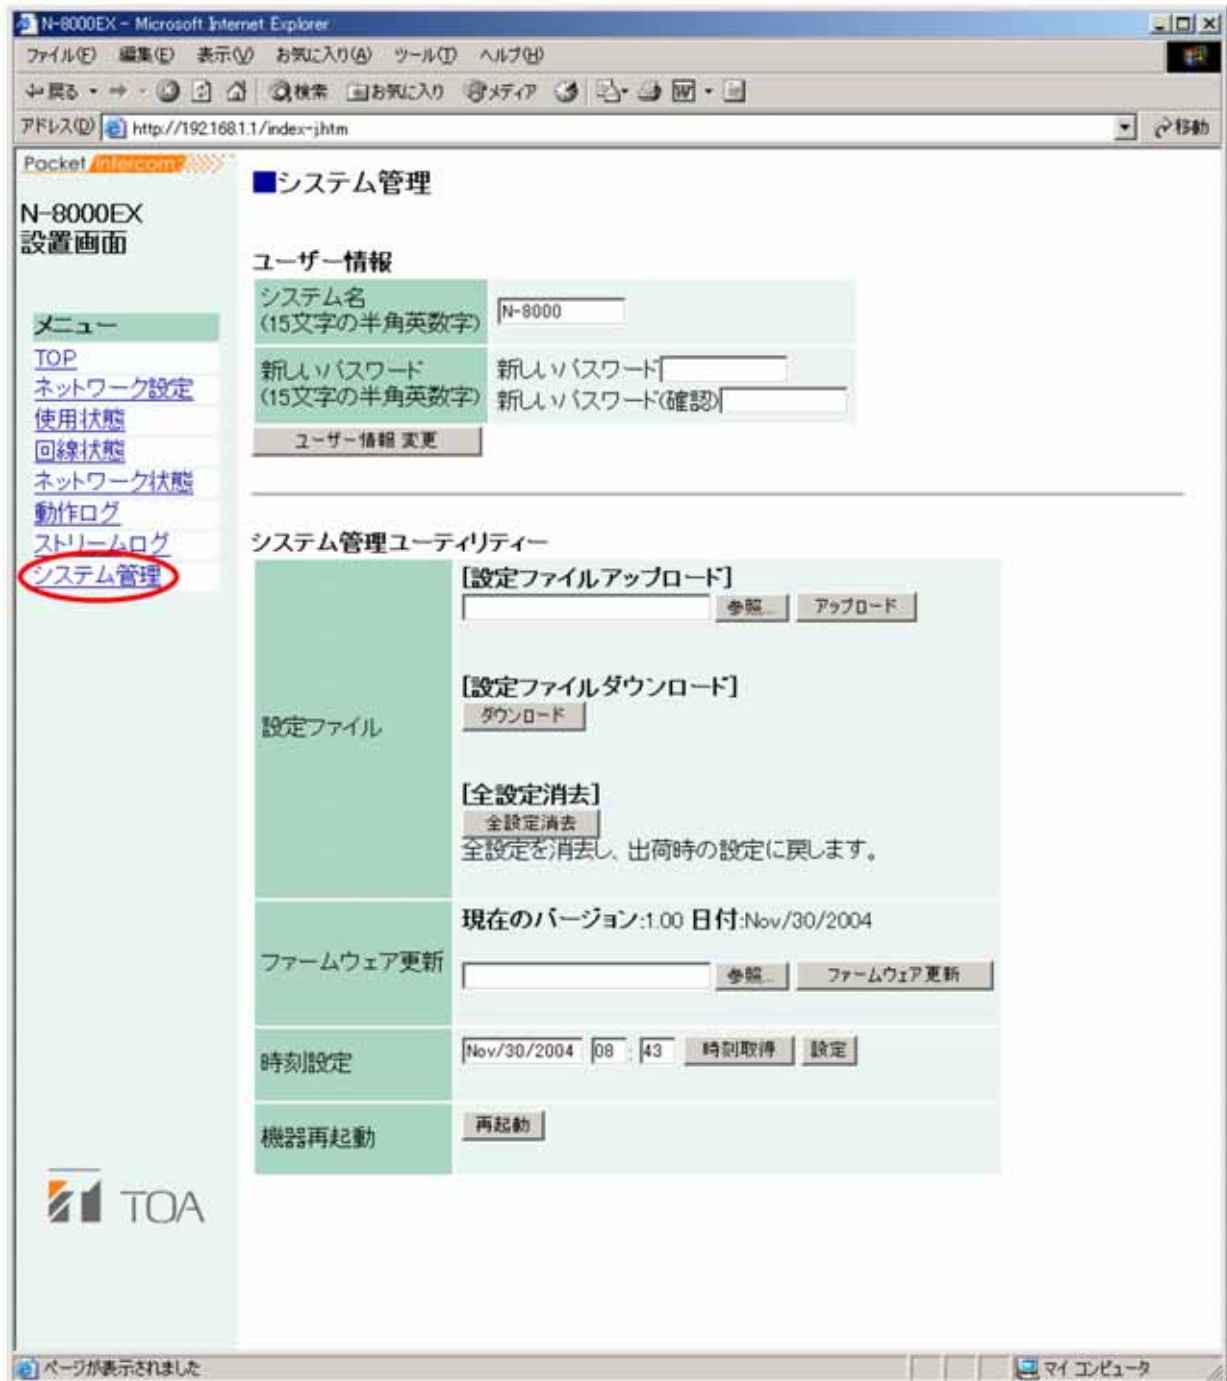 N-8000EX - Microsoft Internet Explorer
ファイル(F) 編集(E) 表示(V) お気に入り(A) ツール(T) ヘルプ(H)
戻る 検索 お気に入り メディア
アドレス(D) http://192.168.1.1/index-j.htm 移動
Packet Intercom
N-8000EX
設置画面
メニュー
TOP
ネットワーク設定
使用状態
回線状態
ネットワーク状態
動作ログ
ストリームログ
システム管理
TOA
■システム管理
ユーザー情報
システム名
(15文字の半角英数字)
N-8000
新しいパスワード
(15文字の半角英数字)
新しいパスワード
新しいパスワード(確認)
ユーザー情報 変更
システム管理ユーティリティー
設定ファイル
[設定ファイルアップロード]
参照... アップロード
[設定ファイルダウンロード]
ダウンロード
[全設定消去]
全設定消去
全設定を消去し、出荷時の設定に戻します。
ファームウェア更新
現在のバージョン:1.00 日付:Nov/30/2004
参照... ファームウェア更新
時刻設定
Nov/30/2004 08 : 43 時刻取得 設定
機器再起動
再起動
ページが表示されました マイ コンピュータ